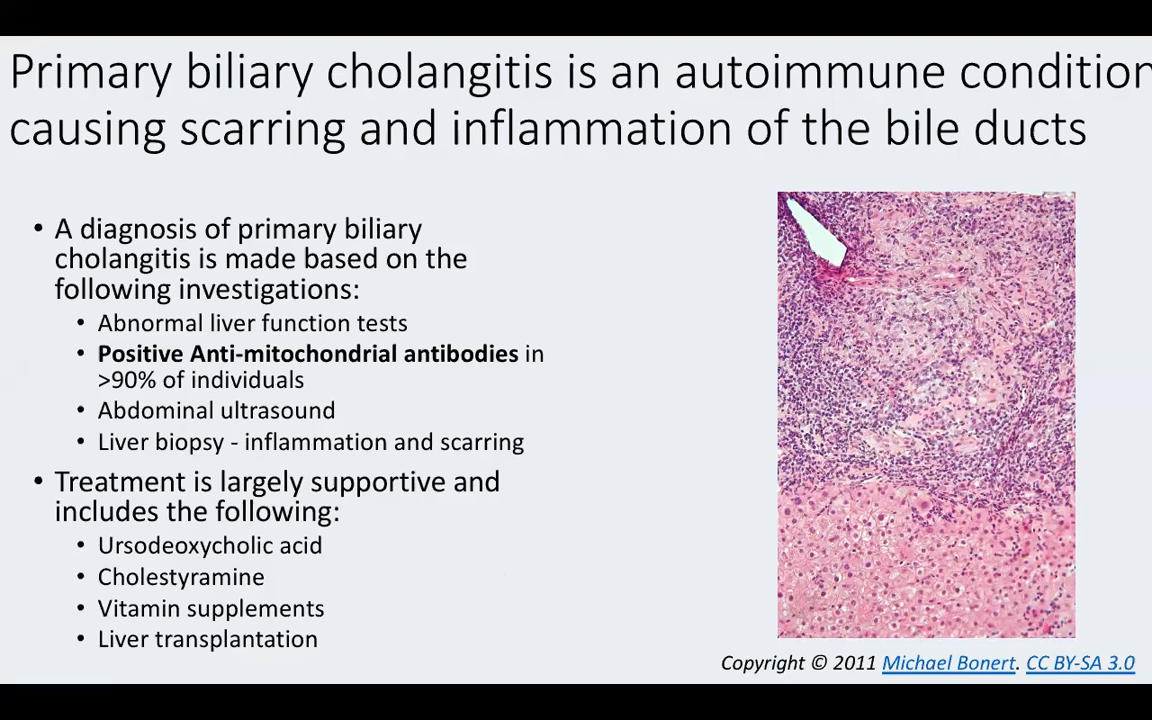 Primary biliary cholangitis is an autoimmune condition
causing scarring and inflammation of the bile ducts
• A diagnosis of primary biliary
cholangitis is made based on the
following investigations:
• Abnormal liver function tests
• Positive Anti-mitochondrial antibodies in
>90% of individuals
• Abdominal ultrasound
• Liver biopsy - inflammation and scarring
• Treatment is largely supportive and
includes the following:
• Ursodeoxycholic acid
• Cholestyramine
• Vitamin supplements
• Liver transplantation
Copyright © 2011 Michael Bonert. CC BY-SA 3.0